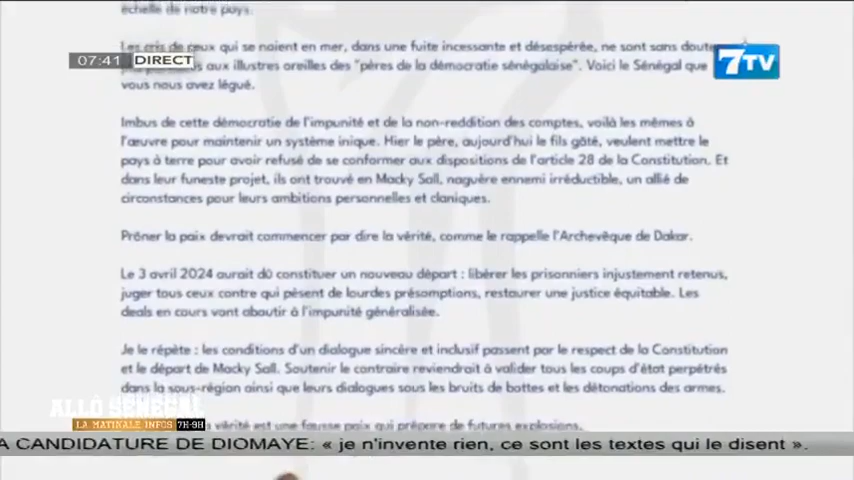 échelle de notre pays.
Les cris de ceux qui se noient en mer, dans une fuite incessante et désespérée, ne sont sans doute
07:41 DIRECT
aux illustres oreilles des "pères de la démocratie sénégalaise". Voici le Sénégal que
7TV
vous nous avez légué.
Imbus de cette démocratie de l'impunité et de la non-reddition des comptes, voilà les mêmes à
l'œuvre pour maintenir un système inique. Hier le père, aujourd'hui le fils gâté, veulent mettre le
pays à terre pour avoir refusé de se conformer aux dispositions de l'article 28 de la Constitution. Et
dans leur funeste projet, ils ont trouvé en Macky Sall, naguère ennemi irréductible, un allié de
circonstances pour leurs ambitions personnelles et claniques.
Prôner la paix devrait commencer par dire la vérité, comme le rappelle l'Archevêque de Dakar.
Le 3 avril 2024 aurait dû constituer un nouveau départ : libérer les prisonniers injustement retenus,
juger tous ceux contre qui pèsent de lourdes présomptions, restaurer une justice équitable. Les
deals en cours vont aboutir à l'impunité généralisée.
Je le répète : les conditions d'un dialogue sincère et inclusif passent par le respect de la Constitution
et le départ de Macky Sall. Soutenir le contraire reviendrait à valider tous les coups d'état perpétrés
dans la sous-région ainsi que leurs dialogues sous les bruits de bottes et les détonations des armes.
ALLÔ SENEGAL
LA MATINALE INFOS 7H-9H
vérité est une fausse paix qui prépare de futures explosions.
A CANDIDATURE DE DIOMAYE: « je n'invente rien, ce sont les textes qui le disent ».